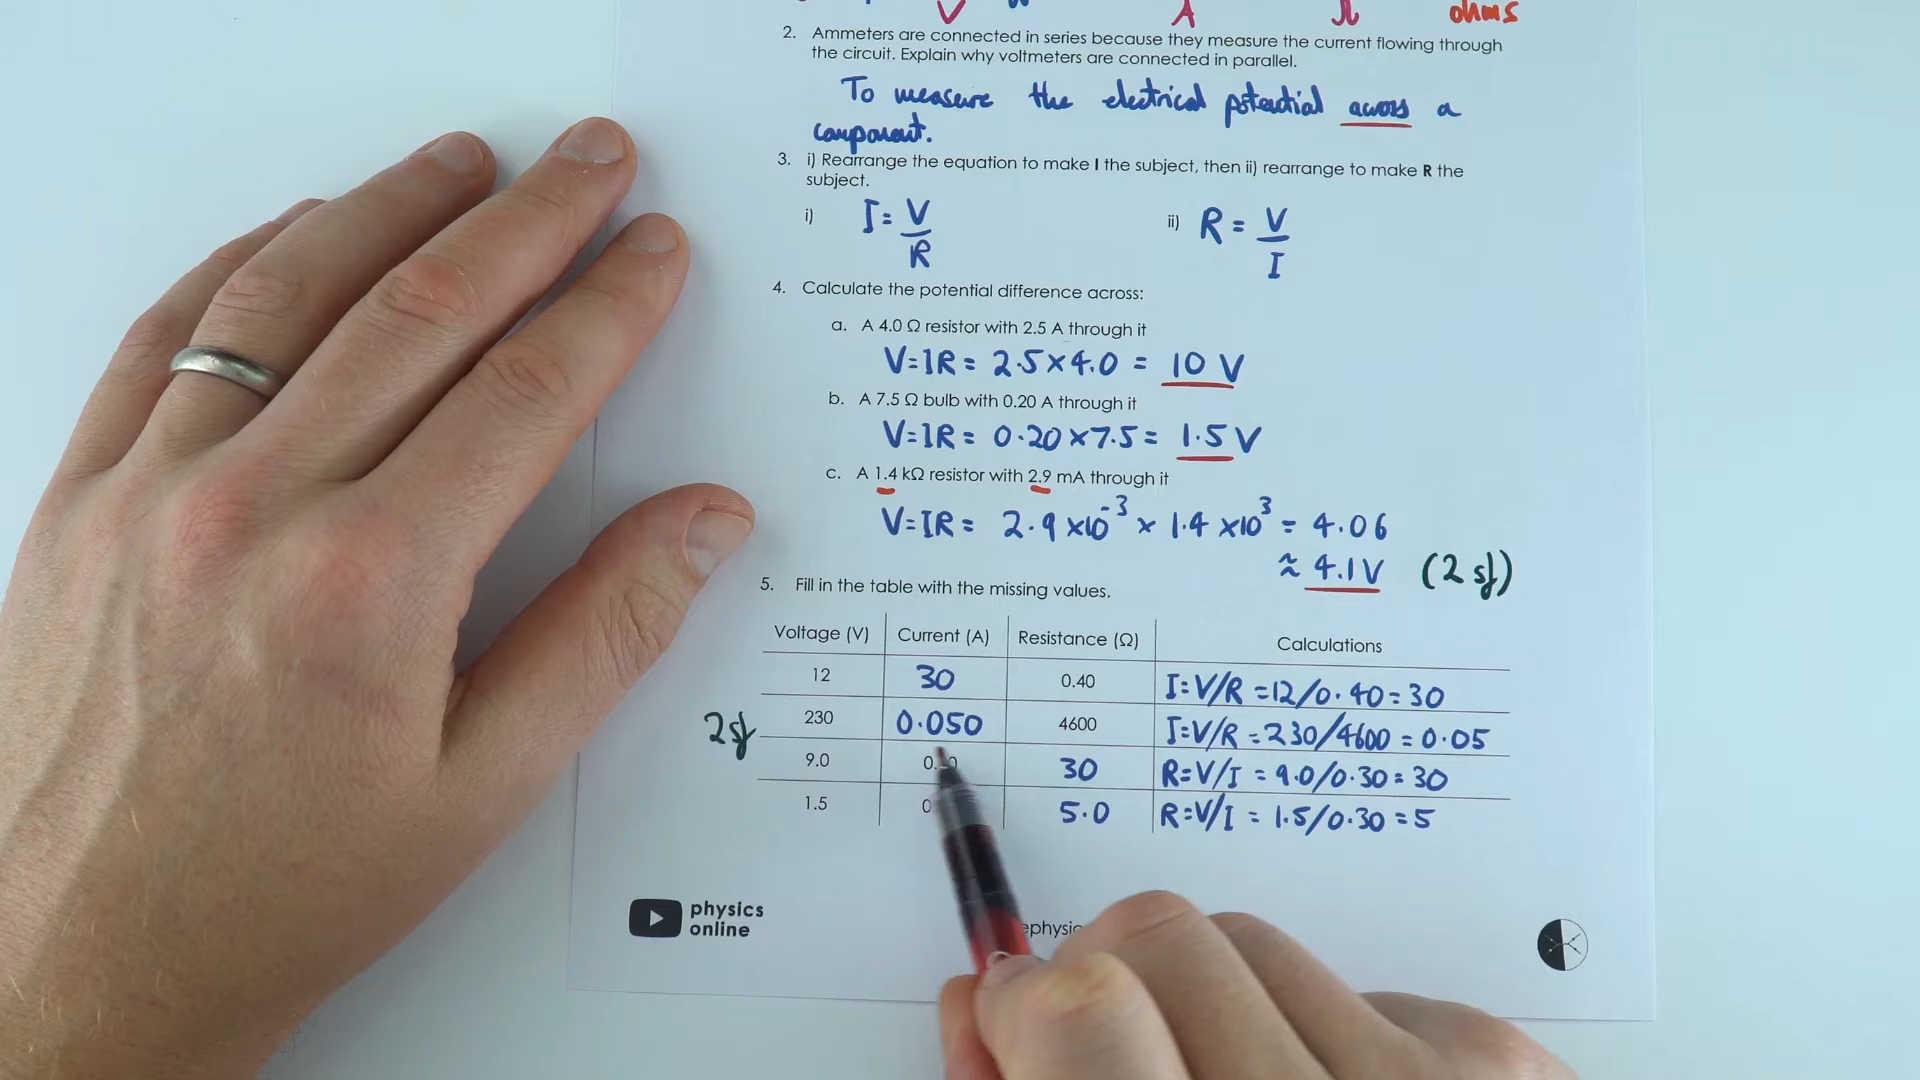 V A Ω ohms
2. Ammeters are connected in series because they measure the current flowing through
the circuit. Explain why voltmeters are connected in parallel.
To measure the electrical potential across a
component.
3. i) Rearrange the equation to make I the subject, then ii) rearrange to make R the
subject.
i) I = V/R ii) R = V/I
4. Calculate the potential difference across:
a. A 4.0 Ω resistor with 2.5 A through it
V=IR = 2.5×4.0 = 10 V
b. A 7.5 Ω bulb with 0.20 A through it
V=IR = 0.20×7.5 = 1.5 V
c. A 1.4 kΩ resistor with 2.9 mA through it
V=IR = 2.9 ×10⁻³ × 1.4 ×10³ = 4.06
≈ 4.1V (2 sf)
5. Fill in the table with the missing values.
Voltage (V) Current (A) Resistance (Ω) Calculations
12 30 0.40 I=V/R =12/0.40=30
2sf 230 0.050 4600 I=V/R =230/4600 = 0.05
9.0 30 R=V/I = 9.0/0.30=30
1.5 5.0 R=V/I = 1.5/0.30 =5
physics
online